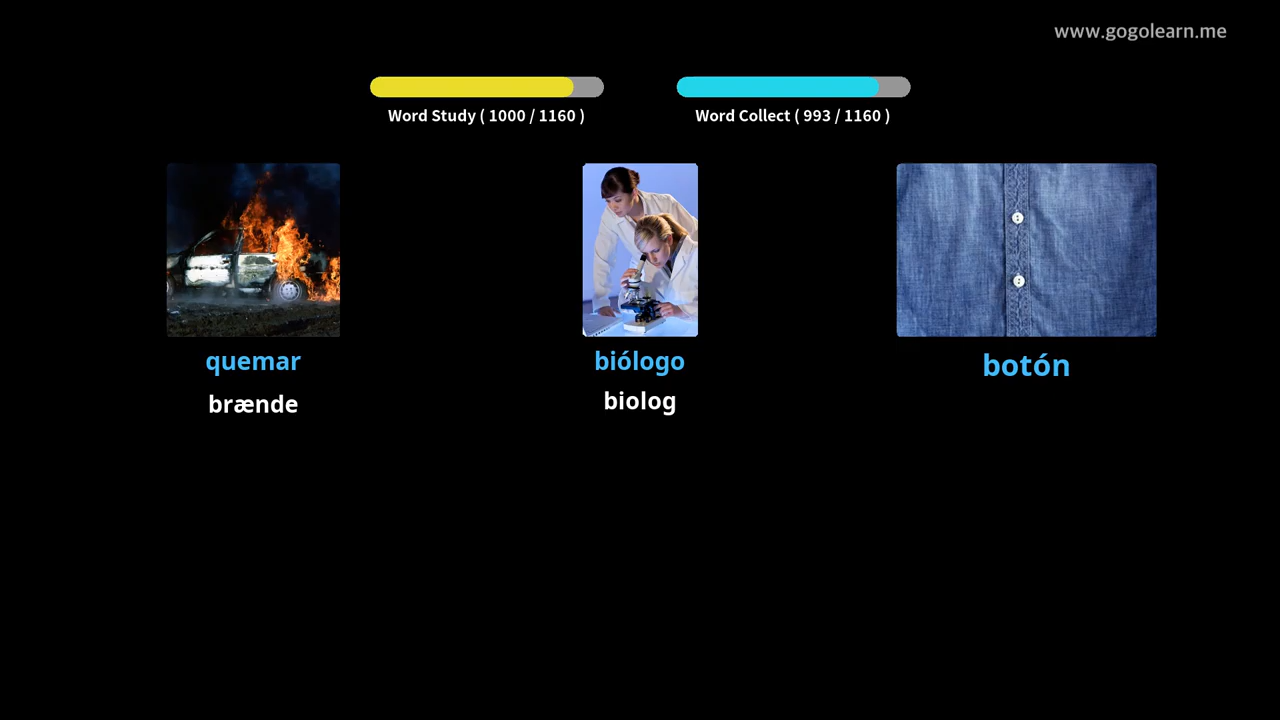 www.gogolearn.me
Word Study ( 1000 / 1160 )
Word Collect ( 993 / 1160 )
quemar
brænde
biólogo
biolog
botón